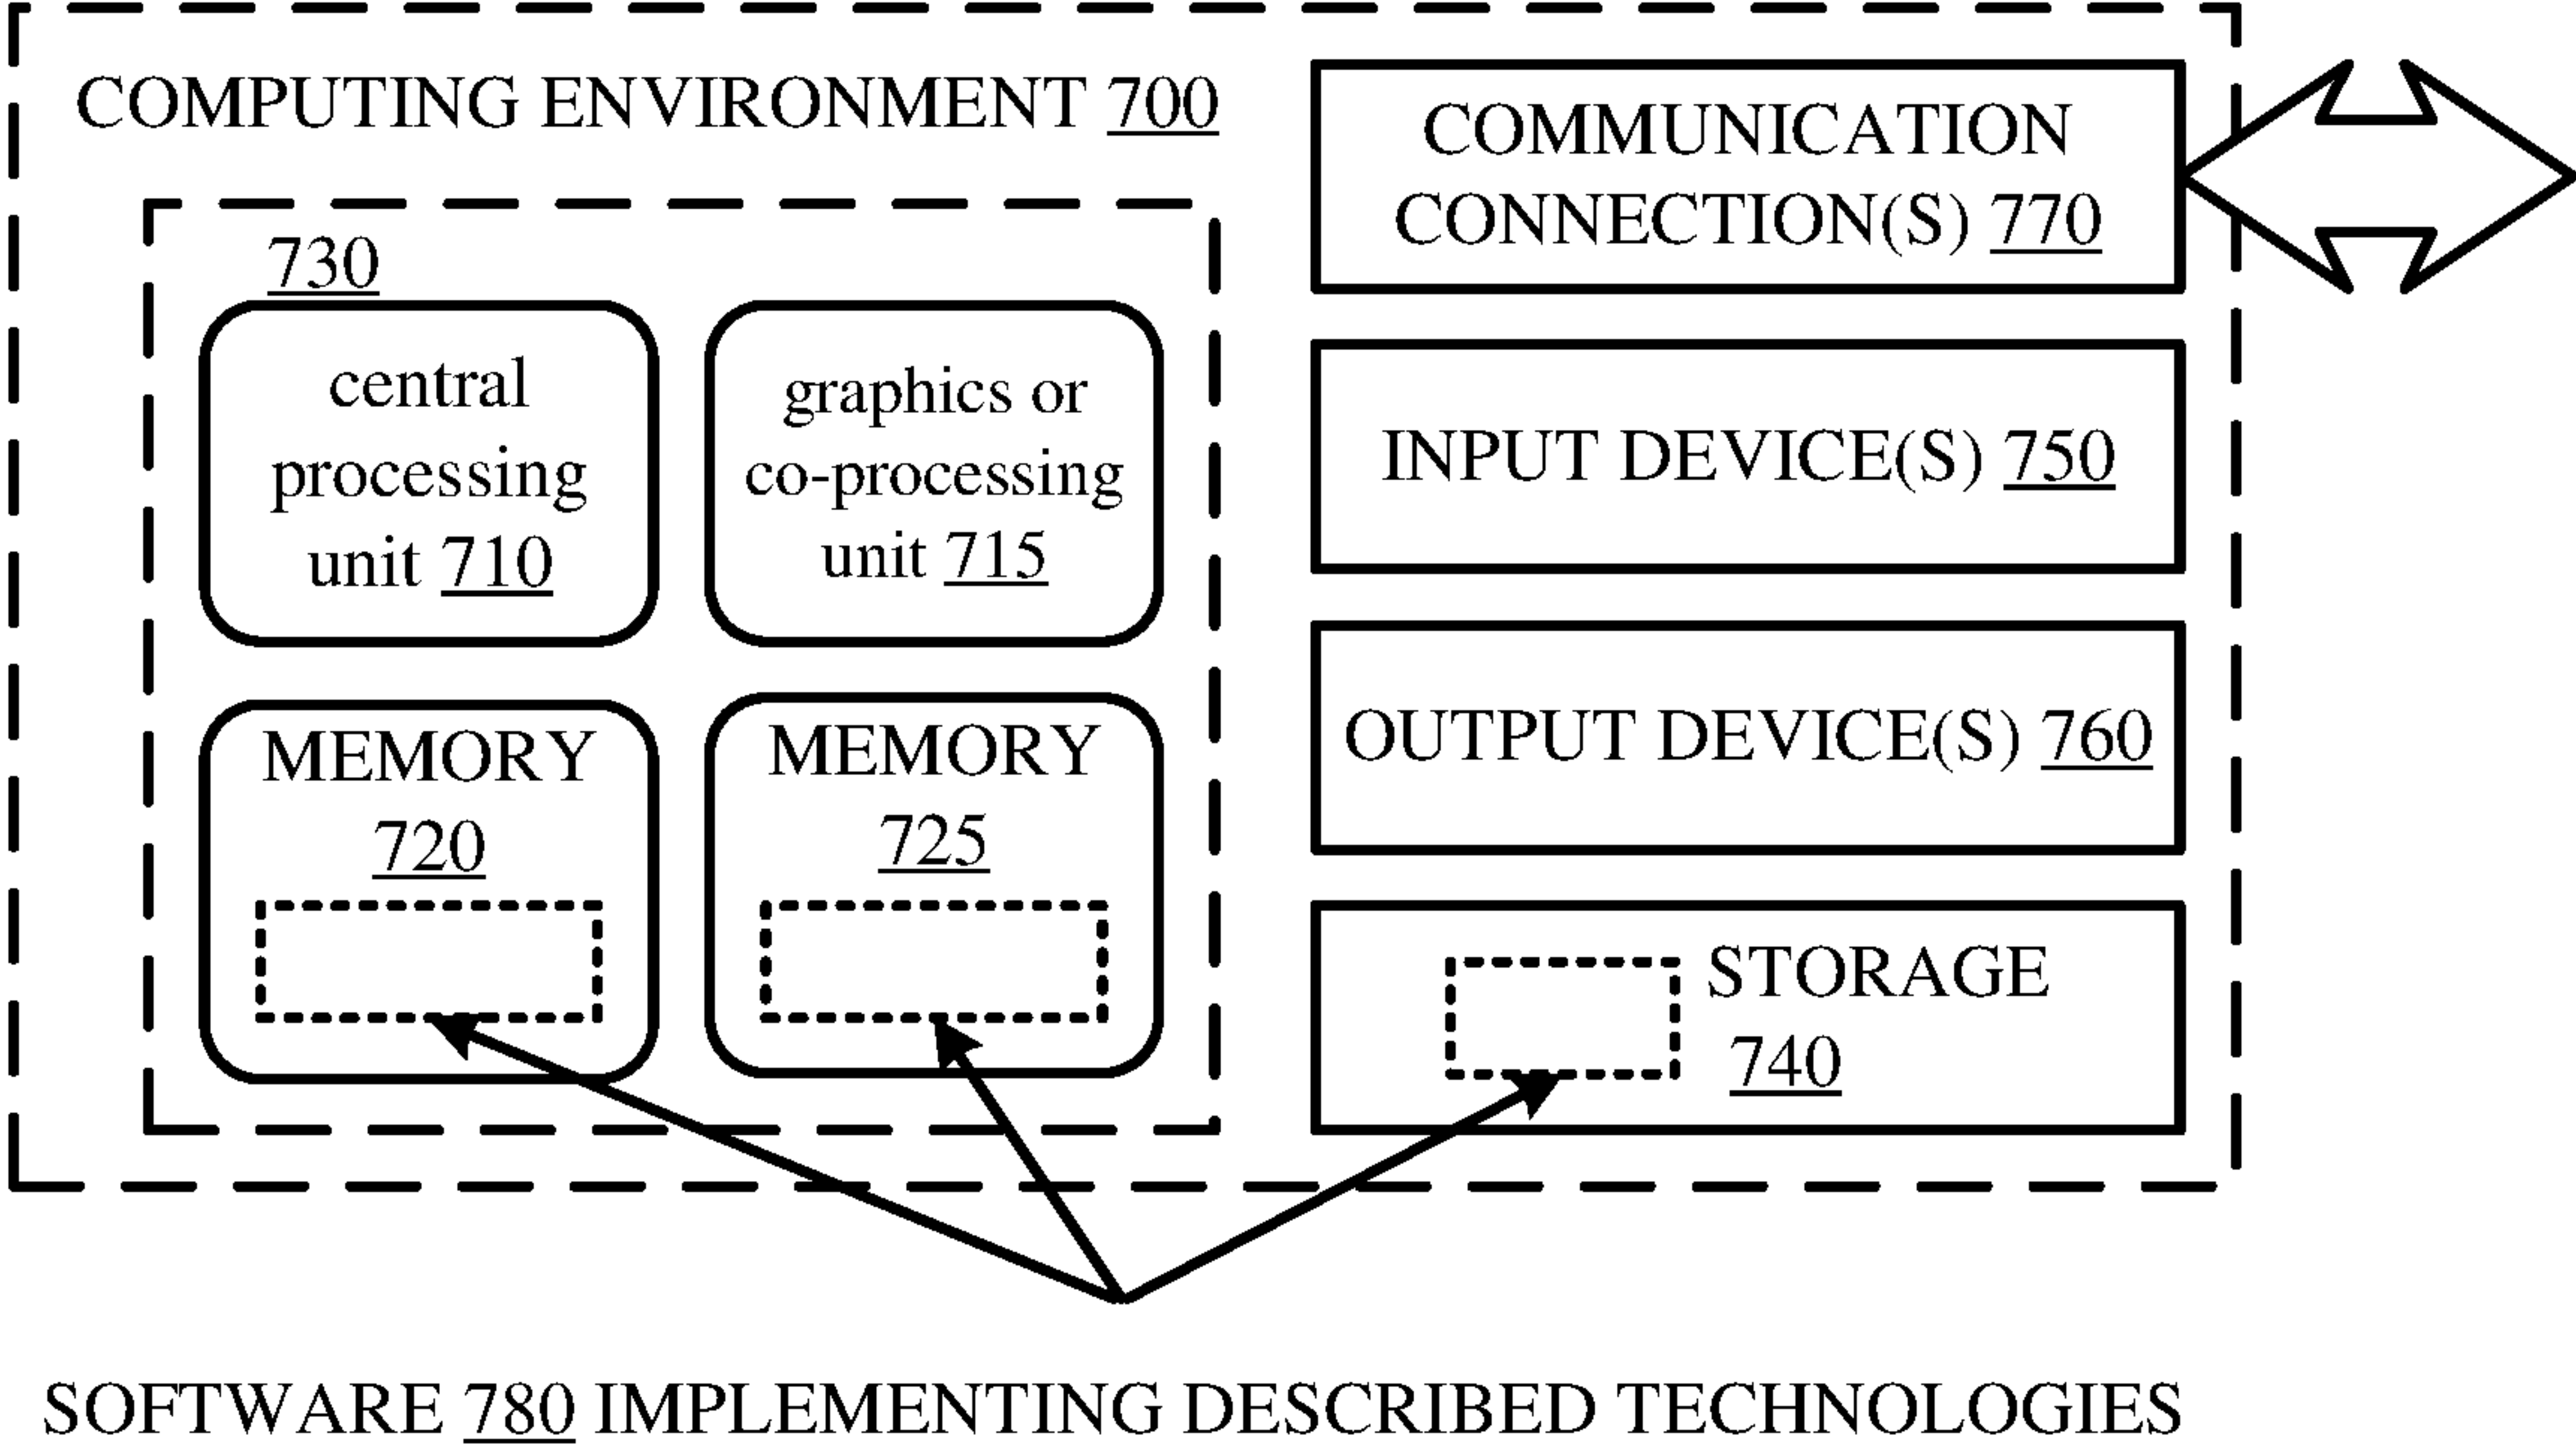 COMPUTING ENVIRONMENT 700
730
central
processing
unit 710
graphics or
co-processing
unit 715
MEMORY
720
MEMORY
725
COMMUNICATION
CONNECTION(S) 770
INPUT DEVICE(S) 750
OUTPUT DEVICE(S) 760
STORAGE
740
SOFTWARE 780 IMPLEMENTING DESCRIBED TECHNOLOGIES